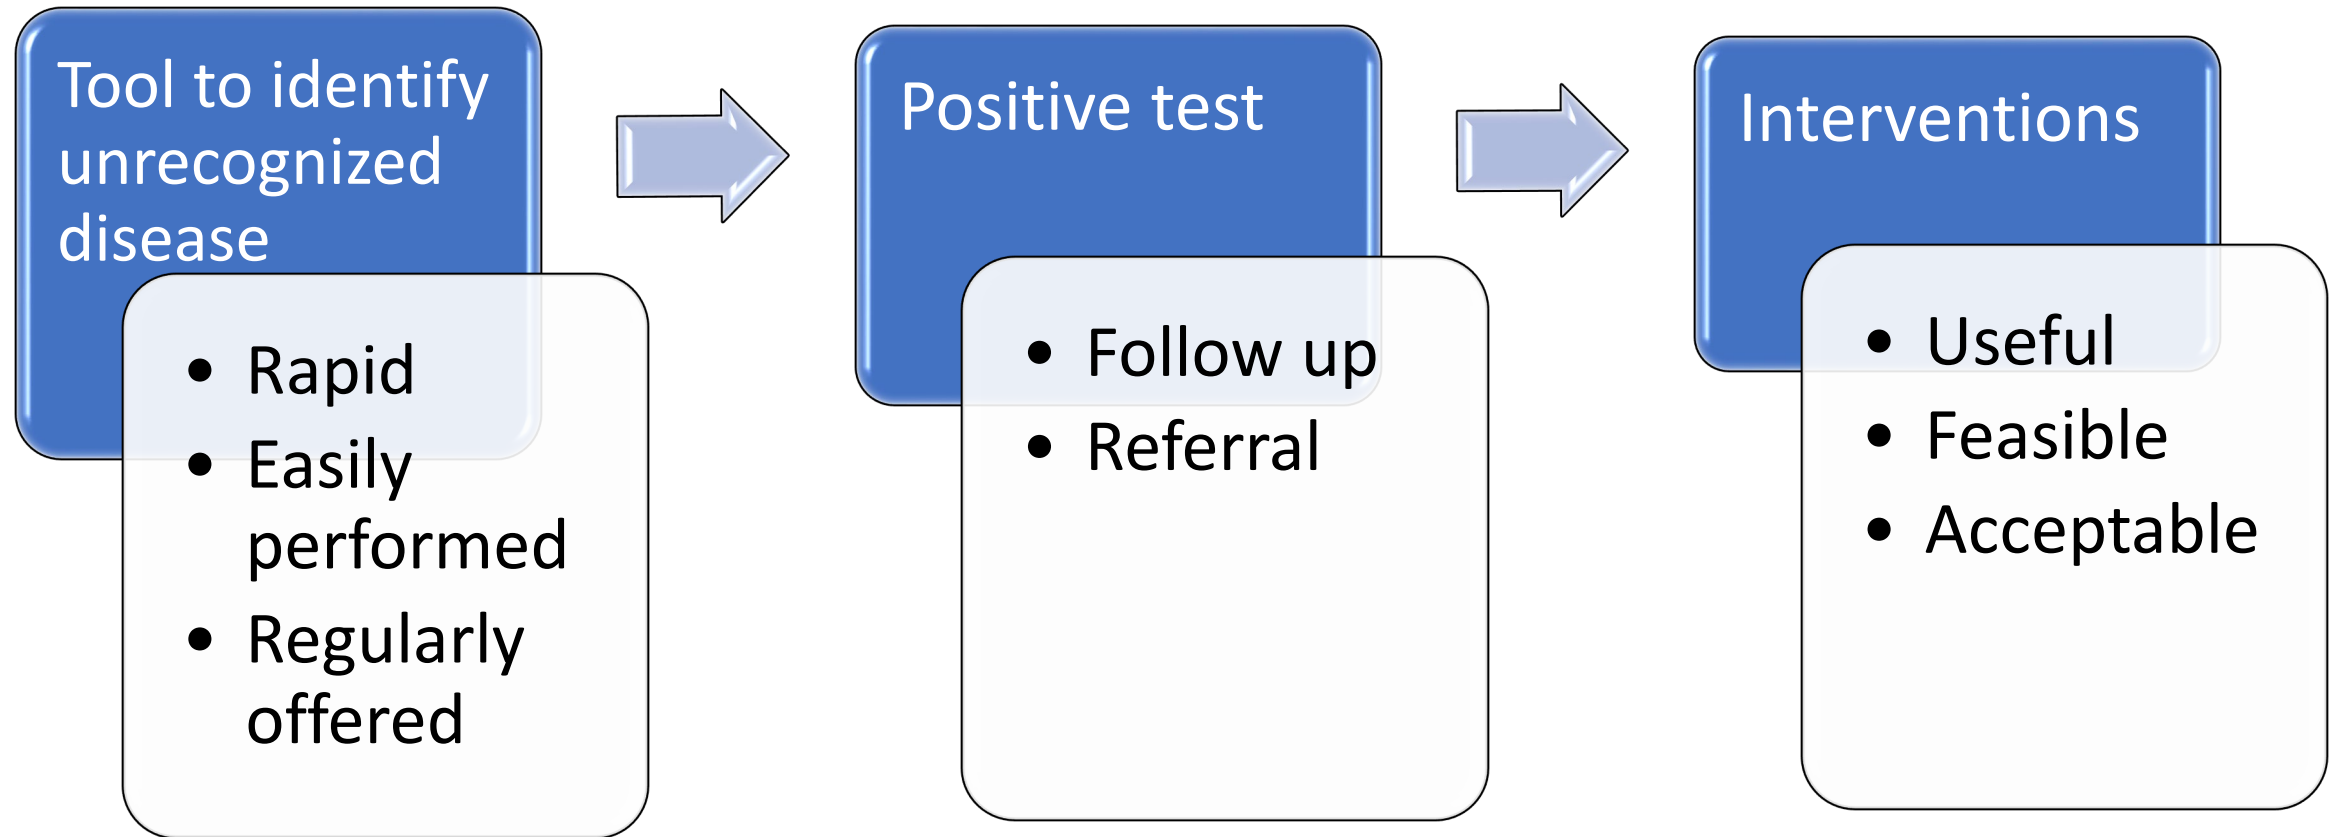 Tool to identify
unrecognized
disease
• Rapid
• Easily
performed
• Regularly
offered
Positive test
• Follow up
• Referral
Interventions
• Useful
• Feasible
• Acceptable